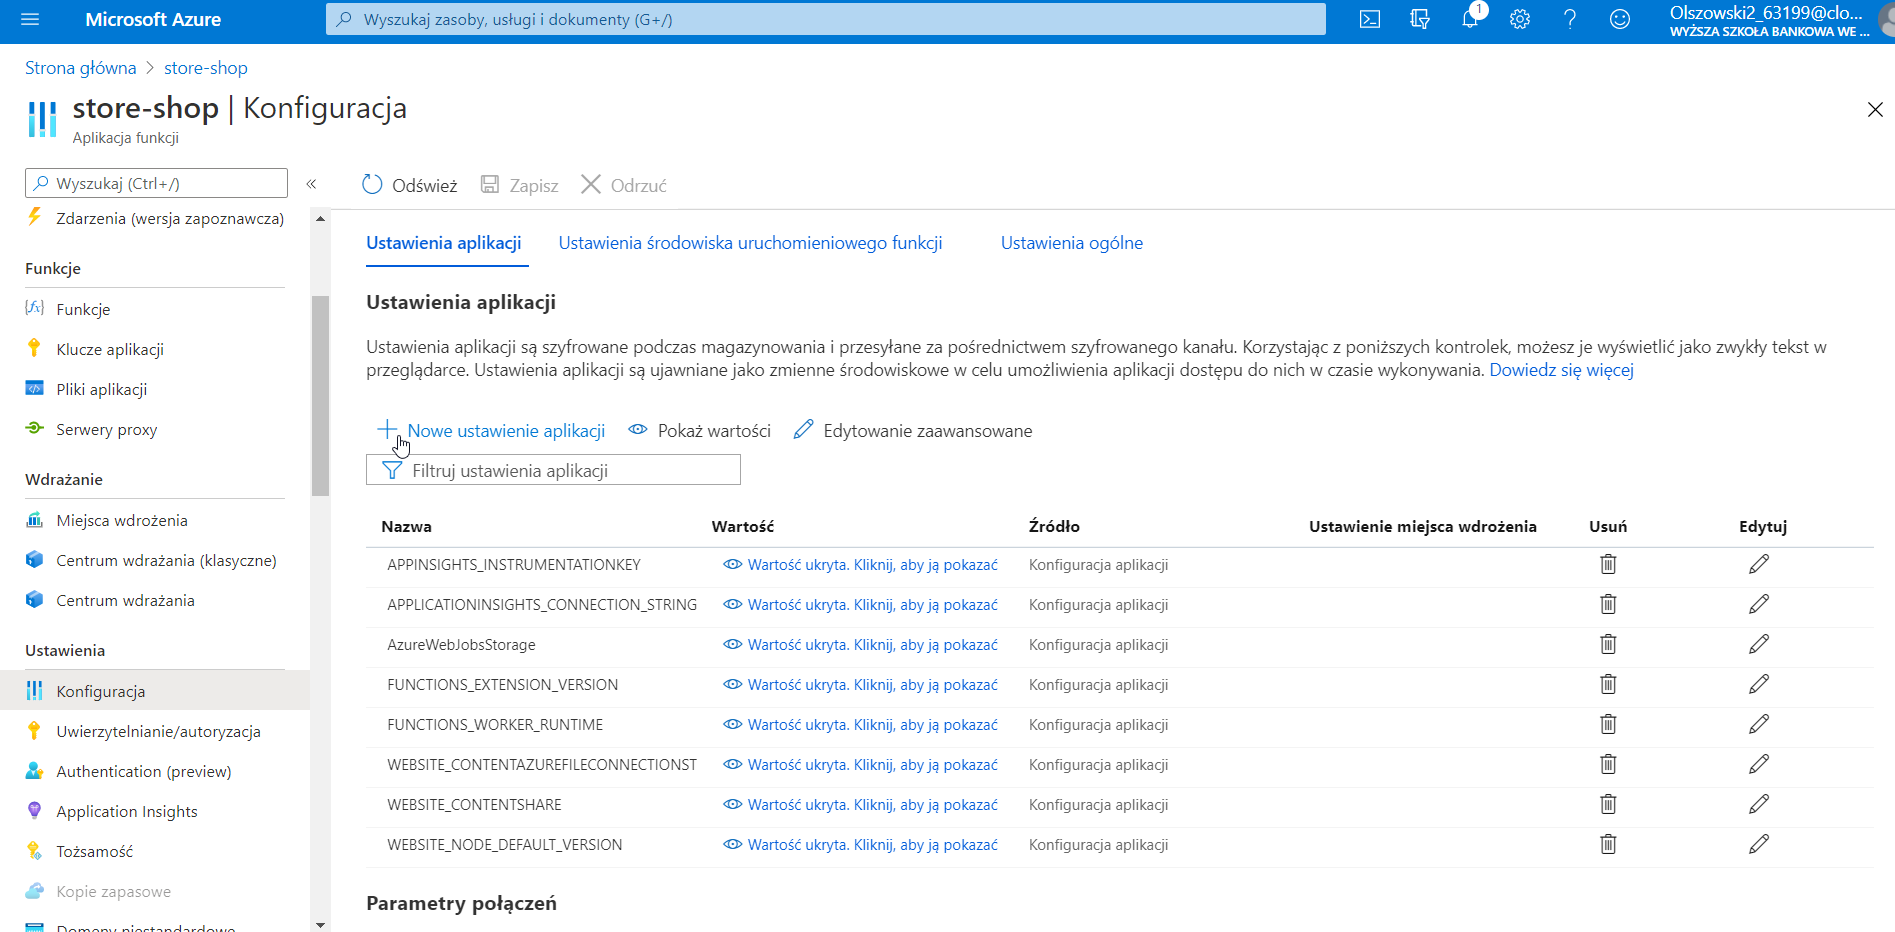 Microsoft Azure
Wyszukaj zasoby, usługi i dokumenty (G+/)
1
Olszowski2_63199@clo...
WYŻSZA SZKOŁA BANKOWA WE ...
Strona główna > store-shop
store-shop | Konfiguracja
Aplikacja funkcji
Wyszukaj (Ctrl+/)
«
Odśwież Zapisz Odrzuć
Zdarzenia (wersja zapoznawcza)
Funkcje
Funkcje
Klucze aplikacji
Pliki aplikacji
Serwery proxy
Wdrażanie
Miejsca wdrożenia
Centrum wdrażania (klasyczne)
Centrum wdrażania
Ustawienia
Konfiguracja
Uwierzytelnianie/autoryzacja
Authentication (preview)
Application Insights
Tożsamość
Kopie zapasowe
Domeny niestandardowe
Ustawienia aplikacji Ustawienia środowiska uruchomieniowego funkcji Ustawienia ogólne
Ustawienia aplikacji
Ustawienia aplikacji są szyfrowane podczas magazynowania i przesyłane za pośrednictwem szyfrowanego kanału. Korzystając z poniższych kontrolek, możesz je wyświetlić jako zwykły tekst w
przeglądarce. Ustawienia aplikacji są ujawniane jako zmienne środowiskowe w celu umożliwienia aplikacji dostępu do nich w czasie wykonywania. Dowiedz się więcej
Nowe ustawienie aplikacji Pokaż wartości Edytowanie zaawansowane
Filtruj ustawienia aplikacji
Nazwa Wartość Źródło Ustawienie miejsca wdrożenia Usuń Edytuj
APPINSIGHTS_INSTRUMENTATIONKEY Wartość ukryta. Kliknij, aby ją pokazać Konfiguracja aplikacji
APPLICATIONINSIGHTS_CONNECTION_STRING Wartość ukryta. Kliknij, aby ją pokazać Konfiguracja aplikacji
AzureWebJobsStorage Wartość ukryta. Kliknij, aby ją pokazać Konfiguracja aplikacji
FUNCTIONS_EXTENSION_VERSION Wartość ukryta. Kliknij, aby ją pokazać Konfiguracja aplikacji
FUNCTIONS_WORKER_RUNTIME Wartość ukryta. Kliknij, aby ją pokazać Konfiguracja aplikacji
WEBSITE_CONTENTAZUREFILECONNECTIONST Wartość ukryta. Kliknij, aby ją pokazać Konfiguracja aplikacji
WEBSITE_CONTENTSHARE Wartość ukryta. Kliknij, aby ją pokazać Konfiguracja aplikacji
WEBSITE_NODE_DEFAULT_VERSION Wartość ukryta. Kliknij, aby ją pokazać Konfiguracja aplikacji
Parametry połączeń